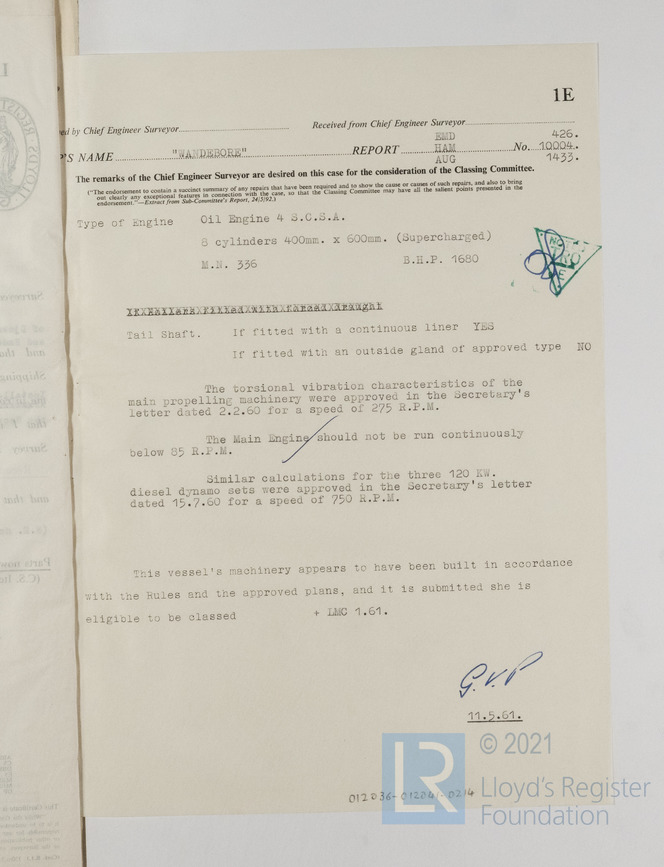 1E
ed by Chief Engineer Surveyor
Received from Chief Engineer Surveyor
EMD 426.
'S NAME "WANDEBORE" REPORT HAM No. 10004.
AUG 1433.
The remarks of the Chief Engineer Surveyor are desired on this case for the consideration of the Classing Committee.
("The endorsement to contain a succinct summary of any repairs that have been required and to show the cause or causes of such repairs, and also to bring
out clearly any exceptional features in connection with the case, so that the Classing Committee may have all the salient points presented in the
endorsement."—Extract from Sub-Committee's Report, 24/5/92.)
Type of Engine Oil Engine 4 S.C.S.A.
8 cylinders 400mm. x 600mm. (Supercharged)
M.N. 336 B.H.P. 1680
If Boilers fitted with forced draught
Tail Shaft. If fitted with a continuous liner YES
If fitted with an outside gland of approved type NO
The torsional vibration characteristics of the
main propelling machinery were approved in the Secretary's
letter dated 2.2.60 for a speed of 275 R.P.M.
The Main Engine should not be run continuously
below 85 R.P.M.
Similar calculations for the three 120 KW.
diesel dynamo sets were approved in the Secretary's letter
dated 15.7.60 for a speed of 750 R.P.M.
This vessel's machinery appears to have been built in accordance
with the Rules and the approved plans, and it is submitted she is
eligible to be classed + LMC 1.61.
G.V.P
11.5.61.
012036-012041-0214
LR
© 2021
Lloyd's Register
Foundation